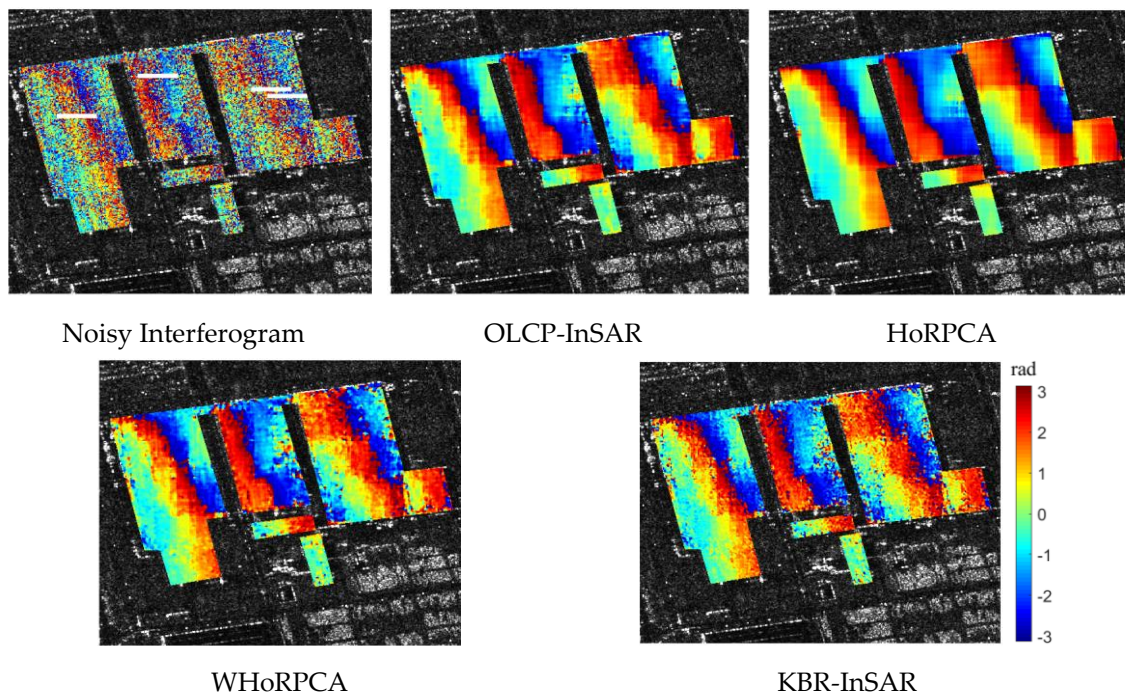 Noisy Interferogram
OLCP-InSAR
HoRPCA
rad
3
2
1
0
-1
-2
-3
WHoRPCA
KBR-InSAR